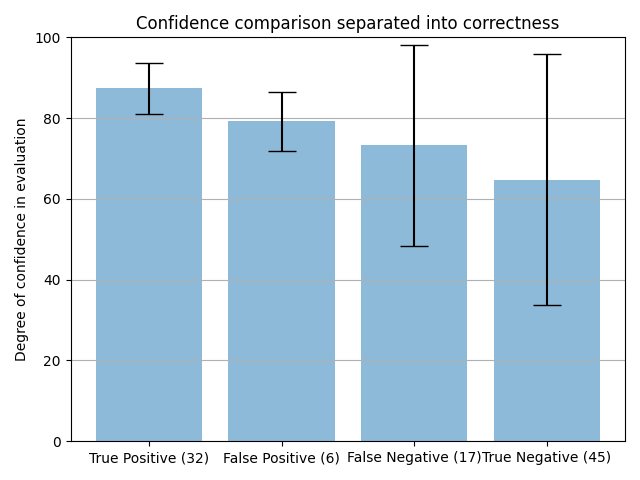 Confidence comparison separated into correctness
Degree of confidence in evaluation
100
80
60
40
20
0
True Positive (32)
False Positive (6)
False Negative (17)
True Negative (45)